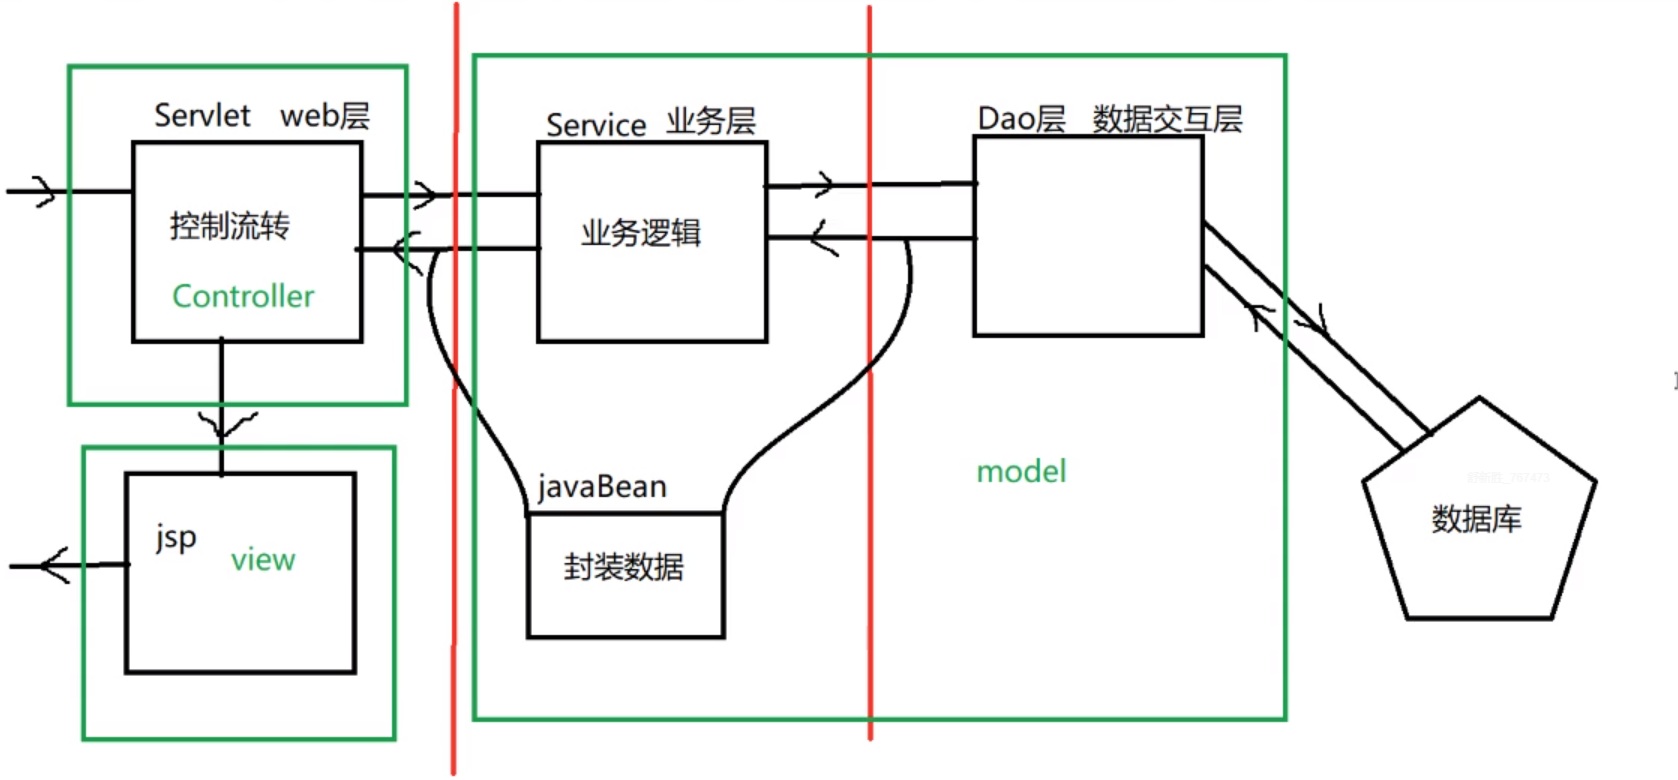 Servlet web层
控制流转
Controller
jsp
view
Service 业务层
业务逻辑
javaBean
封装数据
Dao层 数据交互层
model
数据库